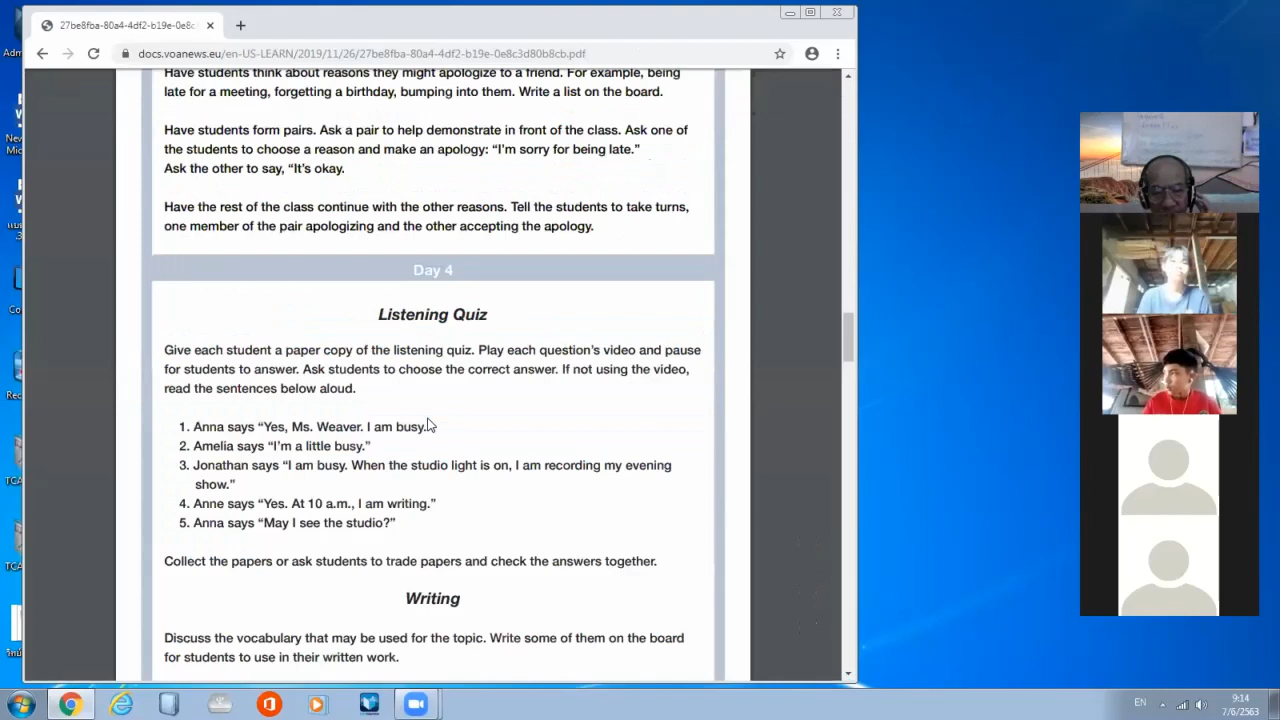 27be8fba-80a4-4df2-b19e-0e8c
docs.voanews.eu/en-US-LEARN/2019/11/26/27be8fba-80a4-4df2-b19e-0e8c3d80b8cb.pdf
Have students think about reasons they might apologize to a friend. For example, being
late for a meeting, forgetting a birthday, bumping into them. Write a list on the board.
Have students form pairs. Ask a pair to help demonstrate in front of the class. Ask one of
the students to choose a reason and make an apology: “I’m sorry for being late.”
Ask the other to say, “It’s okay.
Have the rest of the class continue with the other reasons. Tell the students to take turns,
one member of the pair apologizing and the other accepting the apology.
Day 4
Listening Quiz
Give each student a paper copy of the listening quiz. Play each question’s video and pause
for students to answer. Ask students to choose the correct answer. If not using the video,
read the sentences below aloud.
1. Anna says “Yes, Ms. Weaver. I am busy.”
2. Amelia says “I’m a little busy.”
3. Jonathan says “I am busy. When the studio light is on, I am recording my evening
show.”
4. Anne says “Yes. At 10 a.m., I am writing.”
5. Anna says “May I see the studio?”
Collect the papers or ask students to trade papers and check the answers together.
Writing
Discuss the vocabulary that may be used for the topic. Write some of them on the board
for students to use in their written work.
EN
9:14
7/6/2563